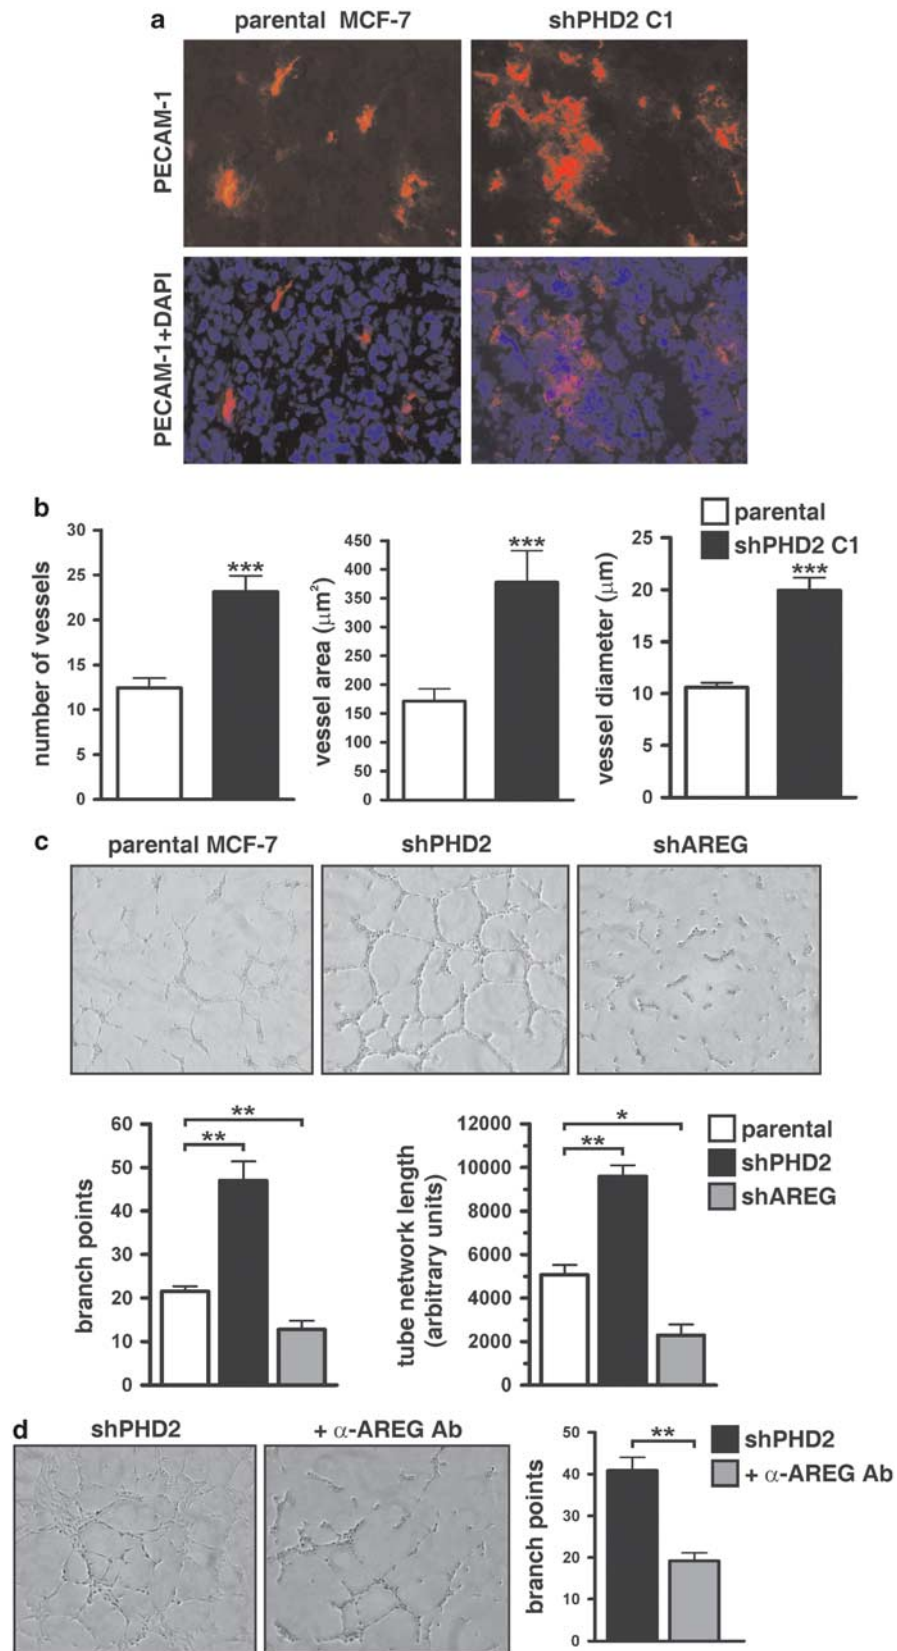 a
parental MCF-7
shPHD2 C1
PECAM-1
PECAM-1+DAPI
b
parental
shPHD2 C1
number of vessels
30
25
20
15
10
5
0
***
vessel area (μm²)
450
400
350
300
250
200
150
100
50
0
***
vessel diameter (μm)
25
20
15
10
5
0
***
c
parental MCF-7
shPHD2
shAREG
branch points
60
50
40
30
20
10
0
**
**
tube network length
(arbitrary units)
12000
10000
8000
6000
4000
2000
0
*
**
parental
shPHD2
shAREG
d
shPHD2
+ α-AREG Ab
branch points
50
40
30
20
10
0
**
shPHD2
+ α-AREG Ab